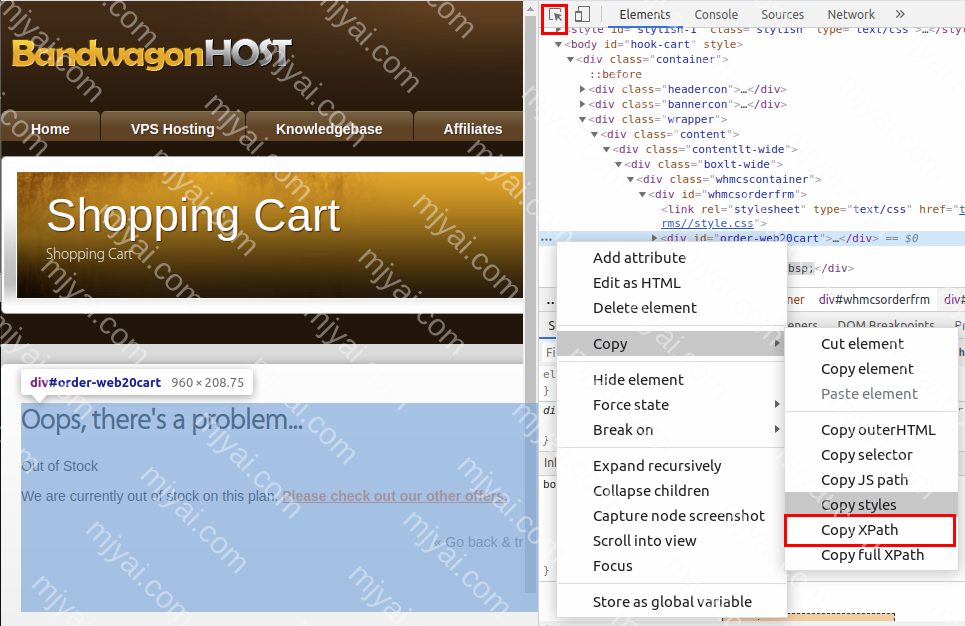 BandwagonHOST
Home
VPS Hosting
Knowledgebase
Affiliates
Shopping Cart
Shopping Cart
div#order-web20cart 960 × 208.75
Oops, there's a problem...
Out of Stock
We are currently out of stock on this plan. Please check out our other offers.
« Go back & tr
Elements
Console
Sources
Network
»
<style id="stylish-1" class="stylish" type="text/css">…</sty
<body id="hook-cart" style>
<div class="container">
::before
<div class="headercon">…</div>
<div class="bannercon">…</div>
<div class="wrapper">
<div class="content">
<div class="contentlt-wide">
<div class="boxlt-wide">
<div class="whmcscontainer">
<div id="whmcsorderfrm">
<link rel="stylesheet" type="text/css" href="t
rms//style.css">
<div id="order-web20cart">…</div> == $0
bsp;</div>
ner div#whmcsorderfrm div#
DOM Breakpoints
Add attribute
Edit as HTML
Delete element
Copy
Hide element
Force state
Break on
Expand recursively
Collapse children
Capture node screenshot
Scroll into view
Focus
Store as global variable
Cut element
Copy element
Paste element
Copy outerHTML
Copy selector
Copy JS path
Copy styles
Copy XPath
Copy full XPath
mjyai.com